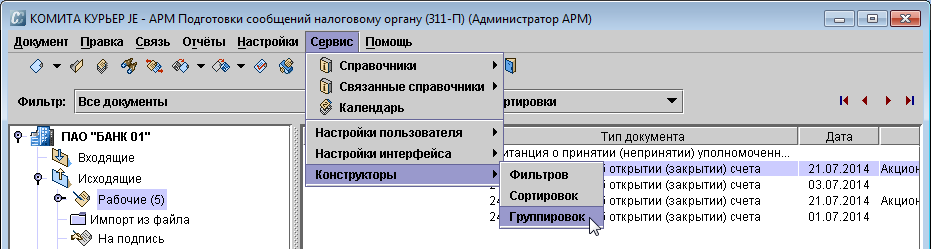 КОМИТА КУРЬЕР JE - АРМ Подготовки сообщений налоговому органу (311-П) (Администратор АРМ)
Документ Правка Связь Отчёты Настройки Сервис Помощь
Справочники
Связанные справочники
Календарь
Настройки пользователя
Настройки интерфейса
Конструкторы
Фильтров
Сортировок
Группировок
Фильтр: Все документы
ортировки
ПАО "БАНК 01"
Входящие
Исходящие
Рабочие (5)
Импорт из файла
На подпись
Тип документа Дата
итанция о принятии (непринятии) уполномоченн...
б открытии (закрытии) счета 21.07.2014 Акцион
24 б открытии (закрытии) счета 03.07.2014
24 б открытии (закрытии) счета 21.07.2014 Акцион
24 б открытии (закрытии) счета 01.07.2014